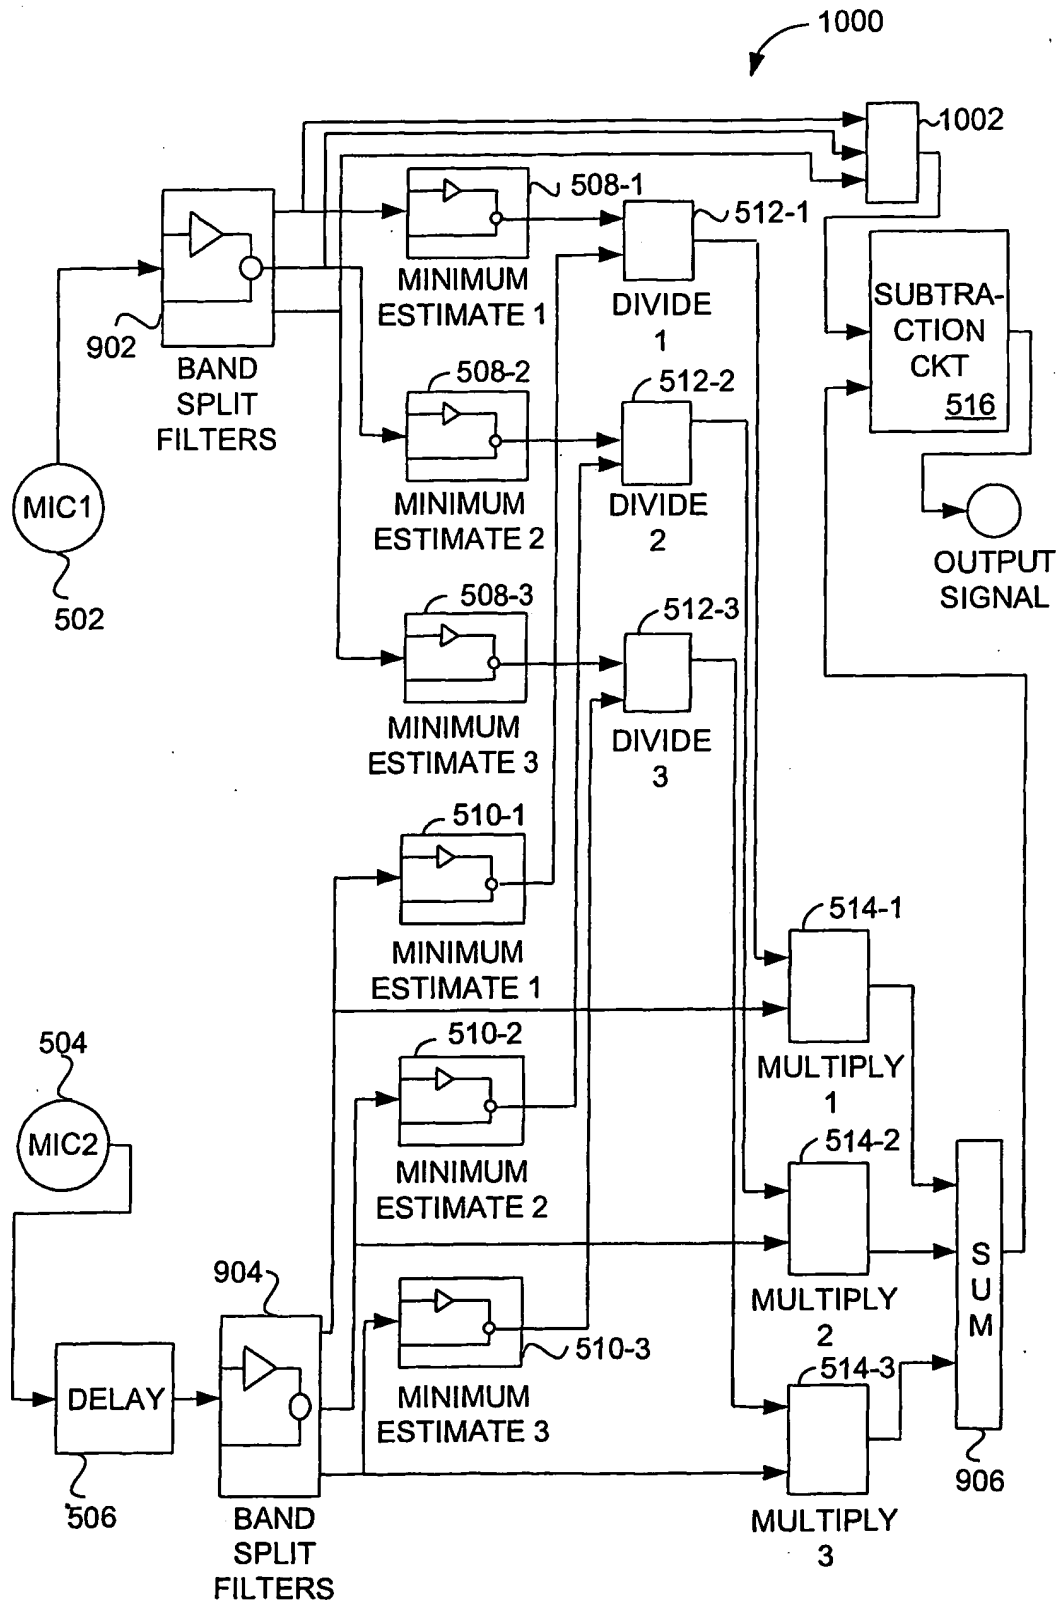 1000
1002
508-1
512-1
MINIMUM
ESTIMATE 1
DIVIDE
1
SUBTRA-
CTION
CKT
516
902
BAND
SPLIT
FILTERS
508-2
512-2
MIC1
502
MINIMUM
ESTIMATE 2
DIVIDE
2
OUTPUT
SIGNAL
508-3
512-3
MINIMUM
ESTIMATE 3
DIVIDE
3
510-1
MINIMUM
ESTIMATE 1
514-1
MULTIPLY
1
504
MIC2
510-2
MINIMUM
ESTIMATE 2
514-2
MULTIPLY
2
SUM
906
904
510-3
MINIMUM
ESTIMATE 3
514-3
MULTIPLY
3
DELAY
506
BAND
SPLIT
FILTERS